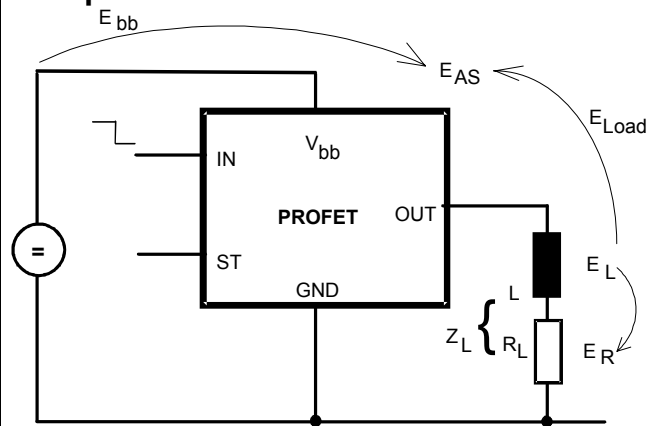 E bb
E AS
E Load
V bb
IN
PROFET
OUT
=
ST
GND
E L
L
Z L { R L
E R